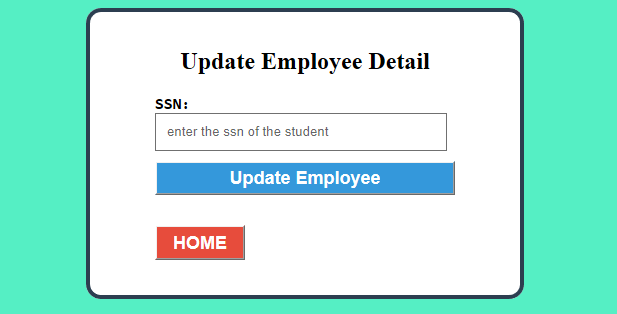 Update Employee Detail
SSN:
enter the ssn of the student
Update Employee
HOME